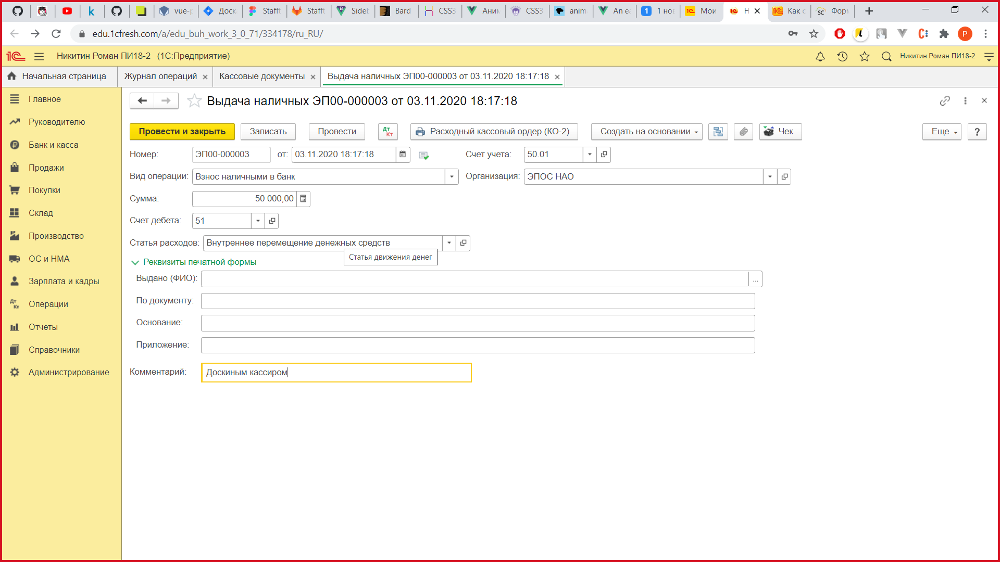 vue-p Доск Stafft Stafft Sideb Bard CSS3 Аним CSS3 anim An ea 1 нов Мои Н Как с Форм
edu.1cfresh.com/a/edu_buh_work_3_0_71/334178/ru_RU/
Никитин Роман ПИ18-2 (1С:Предприятие) Никитин Роман ПИ18-2
Начальная страница Журнал операций Кассовые документы Выдача наличных ЭП00-000003 от 03.11.2020 18:17:18
Главное
Руководителю
Банк и касса
Продажи
Покупки
Склад
Производство
ОС и НМА
Зарплата и кадры
Операции
Отчеты
Справочники
Администрирование
Выдача наличных ЭП00-000003 от 03.11.2020 18:17:18
Провести и закрыть Записать Провести Дт Кт Расходный кассовый ордер (КО-2) Создать на основании Чек Еще ?
Номер: ЭП00-000003 от: 03.11.2020 18:17:18 Счет учета: 50.01
Вид операции: Взнос наличными в банк Организация: ЭПОС НАО
Сумма: 50 000,00
Счет дебета: 51
Статья расходов: Внутреннее перемещение денежных средств
Статья движения денег
Реквизиты печатной формы
Выдано (ФИО): ...
По документу:
Основание:
Приложение:
Комментарий: Доскиным кассиром